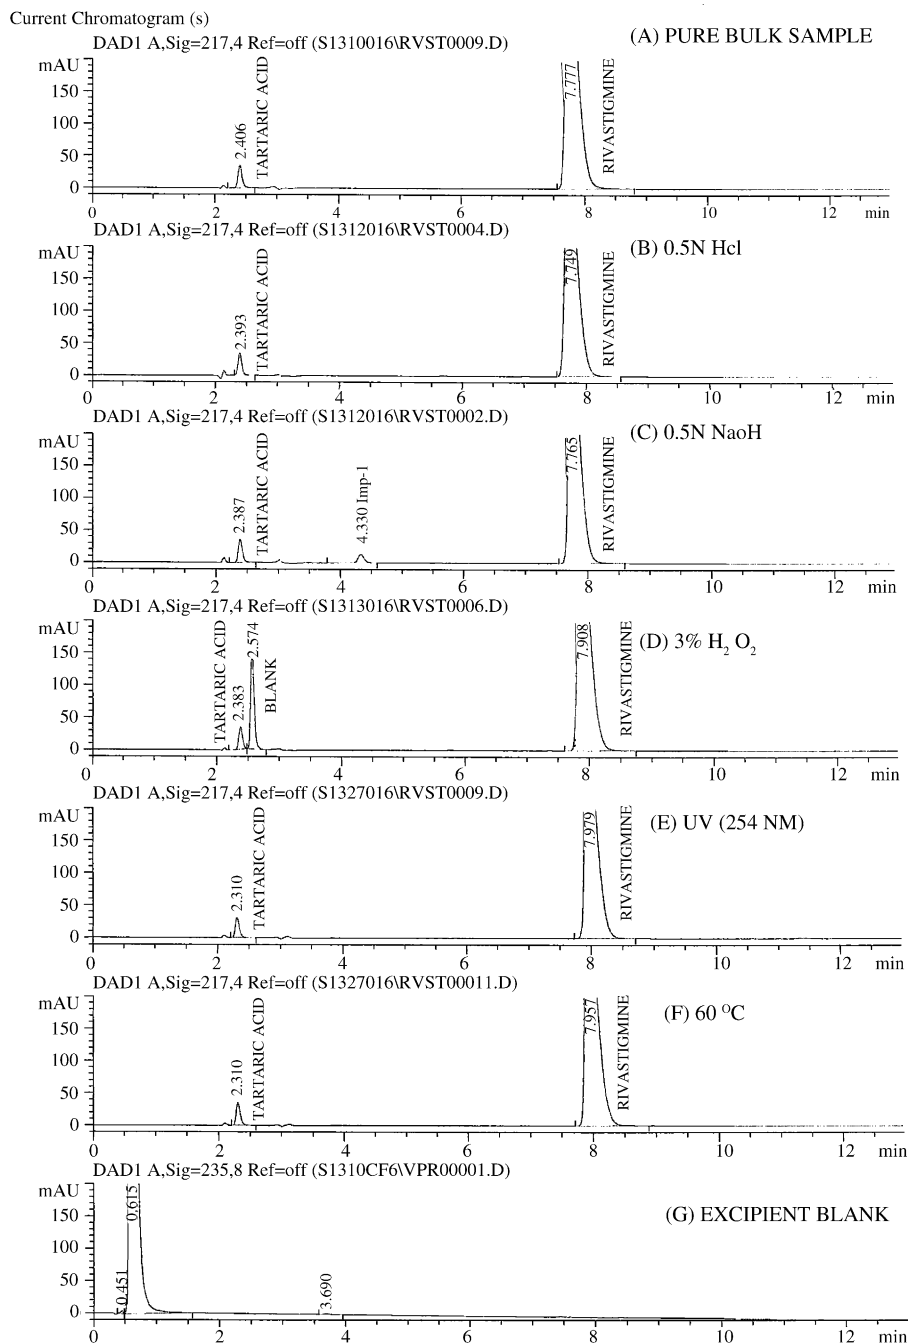 Current Chromatogram (s)
DAD1 A,Sig=217,4 Ref=off (S1310016\RVST0009.D)
(A) PURE BULK SAMPLE
mAU
150
100
50
0
2.406
TARTARIC ACID
7.777
RIVASTIGMINE
0 2 4 6 8 10 12 min
DAD1 A,Sig=217,4 Ref=off (S1312016\RVST0004.D)
(B) 0.5N Hcl
mAU
150
100
50
0
2.393
TARTARIC ACID
7.749
RIVASTIGMINE
0 2 4 6 8 10 12 min
DAD1 A,Sig=217,4 Ref=off (S1312016\RVST0002.D)
(C) 0.5N NaoH
mAU
150
100
50
0
2.387
TARTARIC ACID
4.330 Imp-1
7.765
RIVASTIGMINE
0 2 4 6 8 10 12 min
DAD1 A,Sig=217,4 Ref=off (S1313016\RVST0006.D)
(D) 3% H₂ O₂
mAU
150
100
50
0
TARTARIC ACID
2.383
2.574
BLANK
7.908
RIVASTIGMINE
0 2 4 6 8 10 12 min
DAD1 A,Sig=217,4 Ref=off (S1327016\RVST0009.D)
(E) UV (254 NM)
mAU
150
100
50
0
2.310
TARTARIC ACID
7.979
RIVASTIGMINE
0 2 4 6 8 10 12 min
DAD1 A,Sig=217,4 Ref=off (S1327016\RVST00011.D)
(F) 60 ᴼC
mAU
150
100
50
0
2.310
TARTARIC ACID
7.957
RIVASTIGMINE
0 2 4 6 8 10 12 min
DAD1 A,Sig=235,8 Ref=off (S1310CF6\VPR00001.D)
(G) EXCIPIENT BLANK
mAU
150
100
50
0
0.451
0.615
3.690
0 2 4 6 8 10 12 min